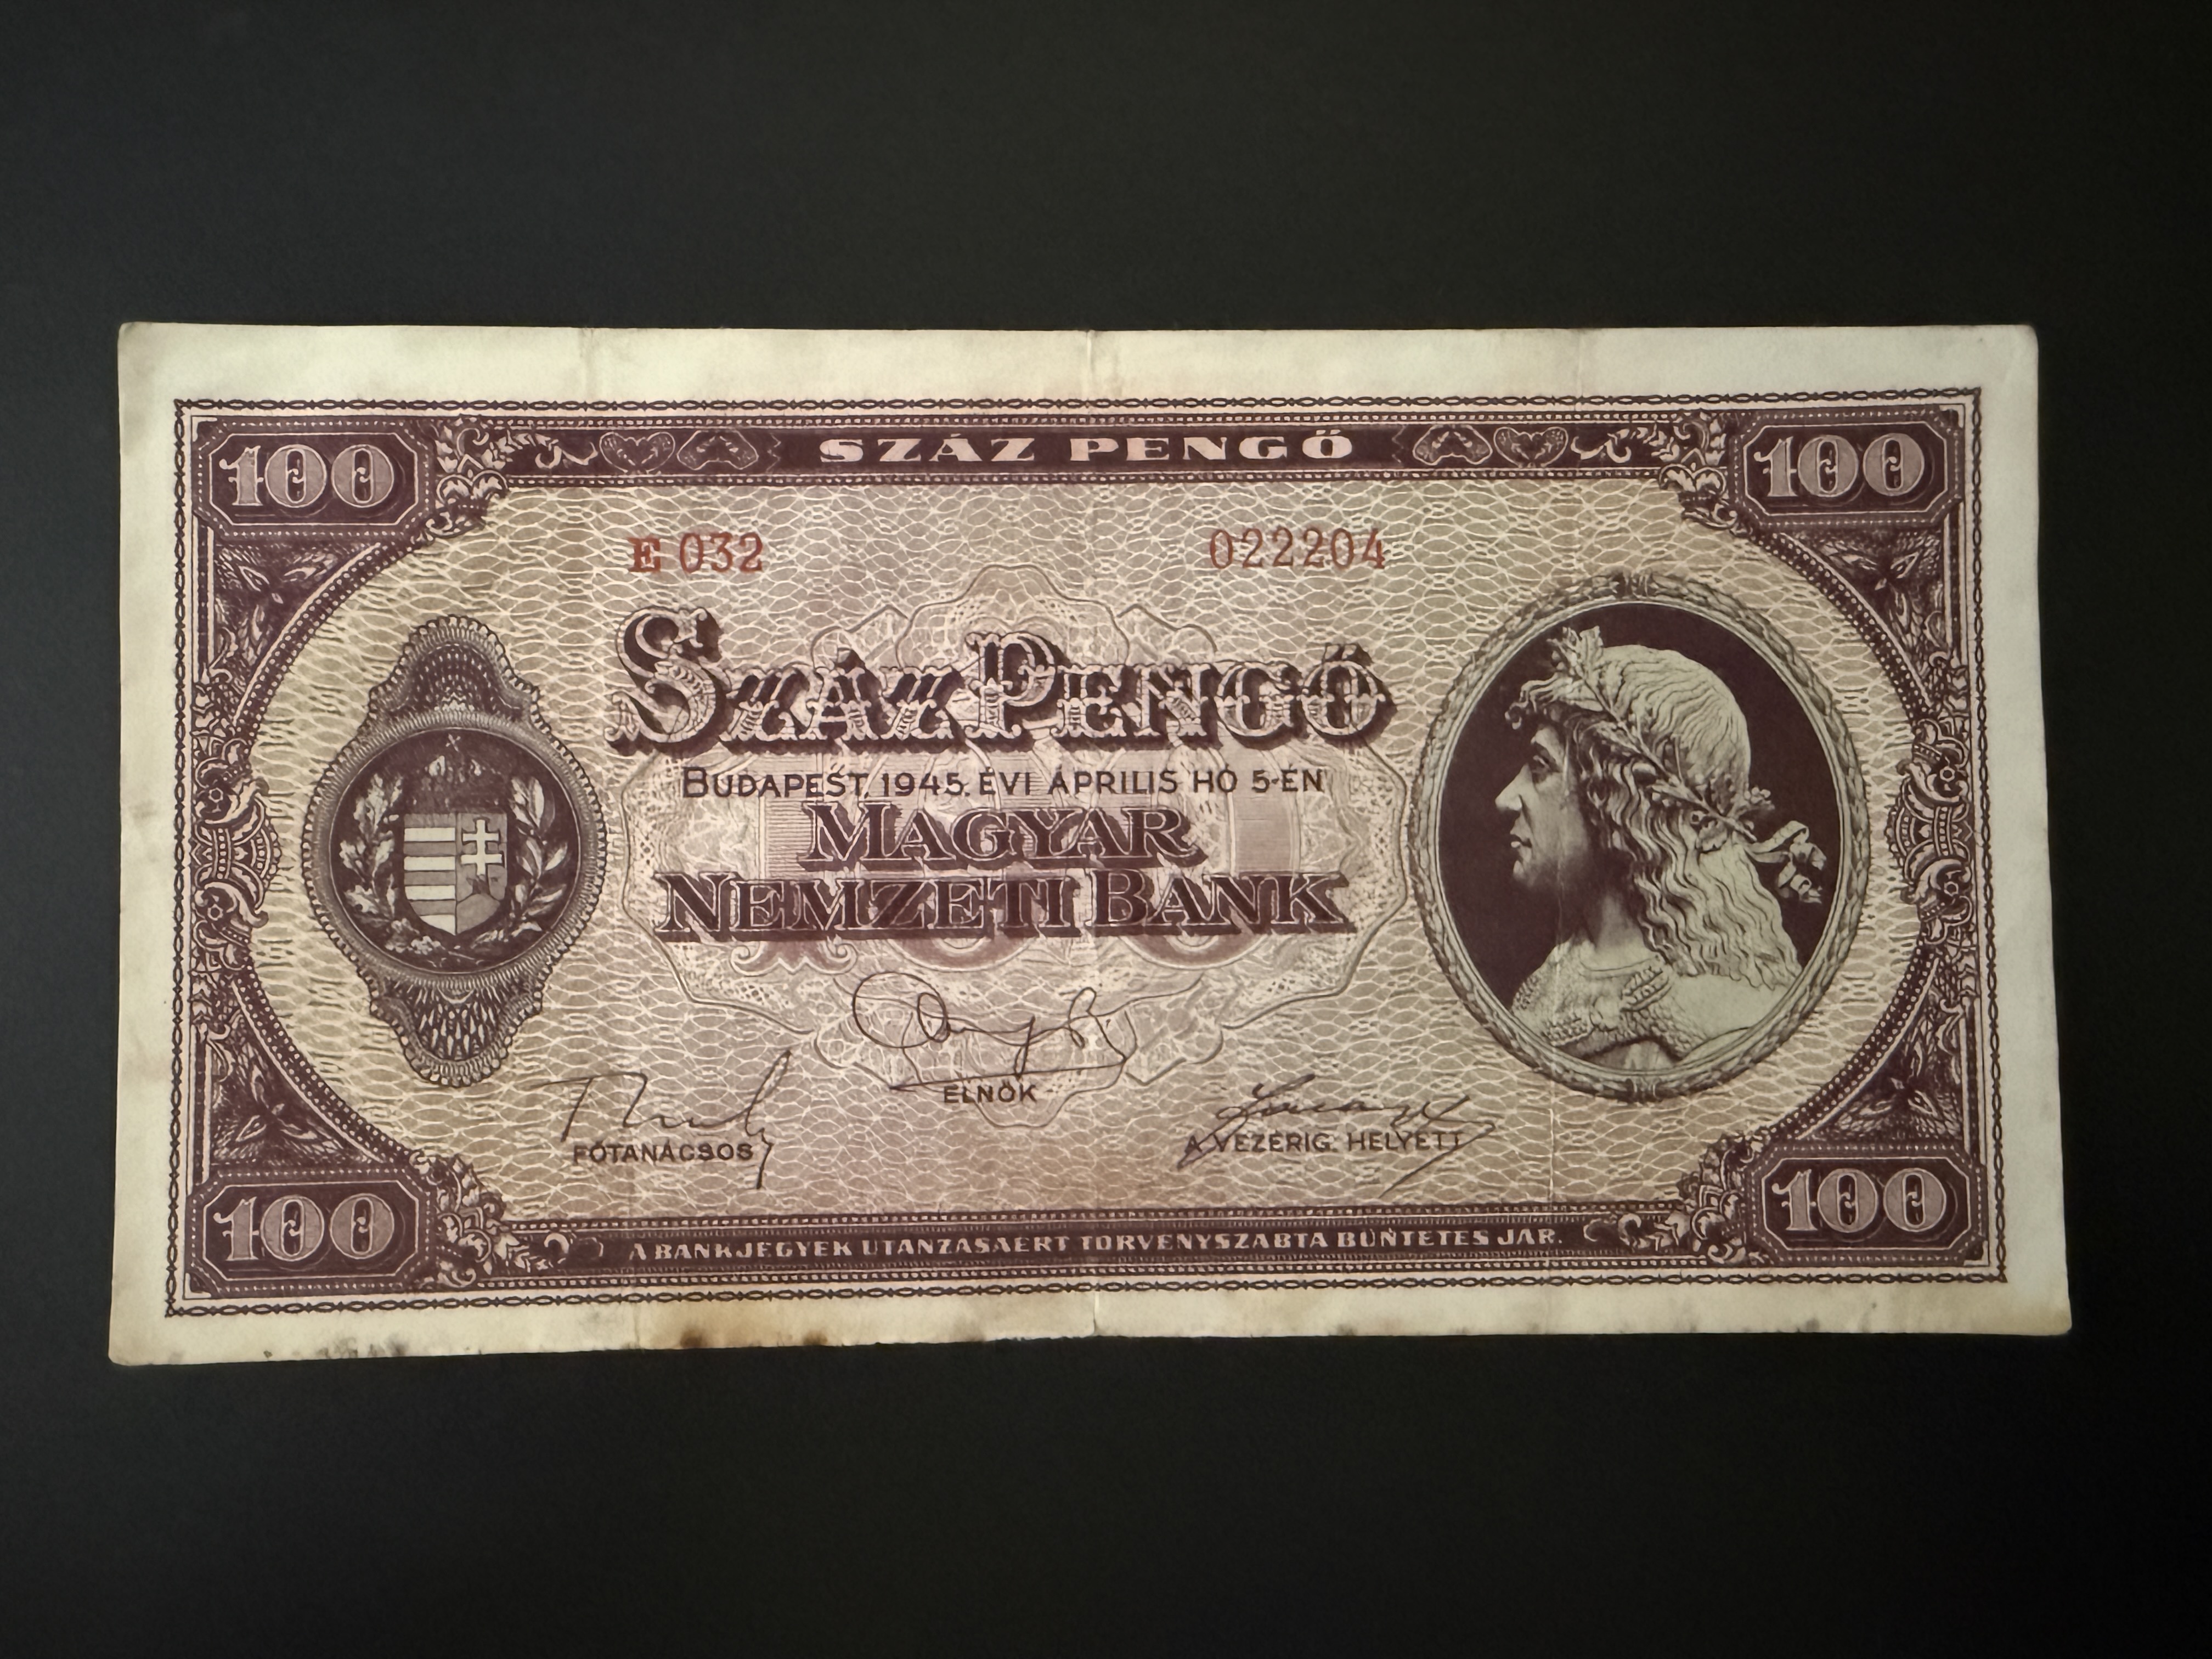 100 SZÁZ PENGŐ 100
E 032 022204
SZÁZ PENGŐ
BUDAPEST, 1945. ÉVI ÁPRILIS HÓ 5-ÉN
MAGYAR
NEMZETI BANK
ELNÖK
FŐTANÁCSOS
A VEZÉRIG. HELYETT
100 A BANKJEGYEK UTÁNZÁSÁÉRT TÖRVÉNYSZABTA BÜNTETÉS JÁR. 100